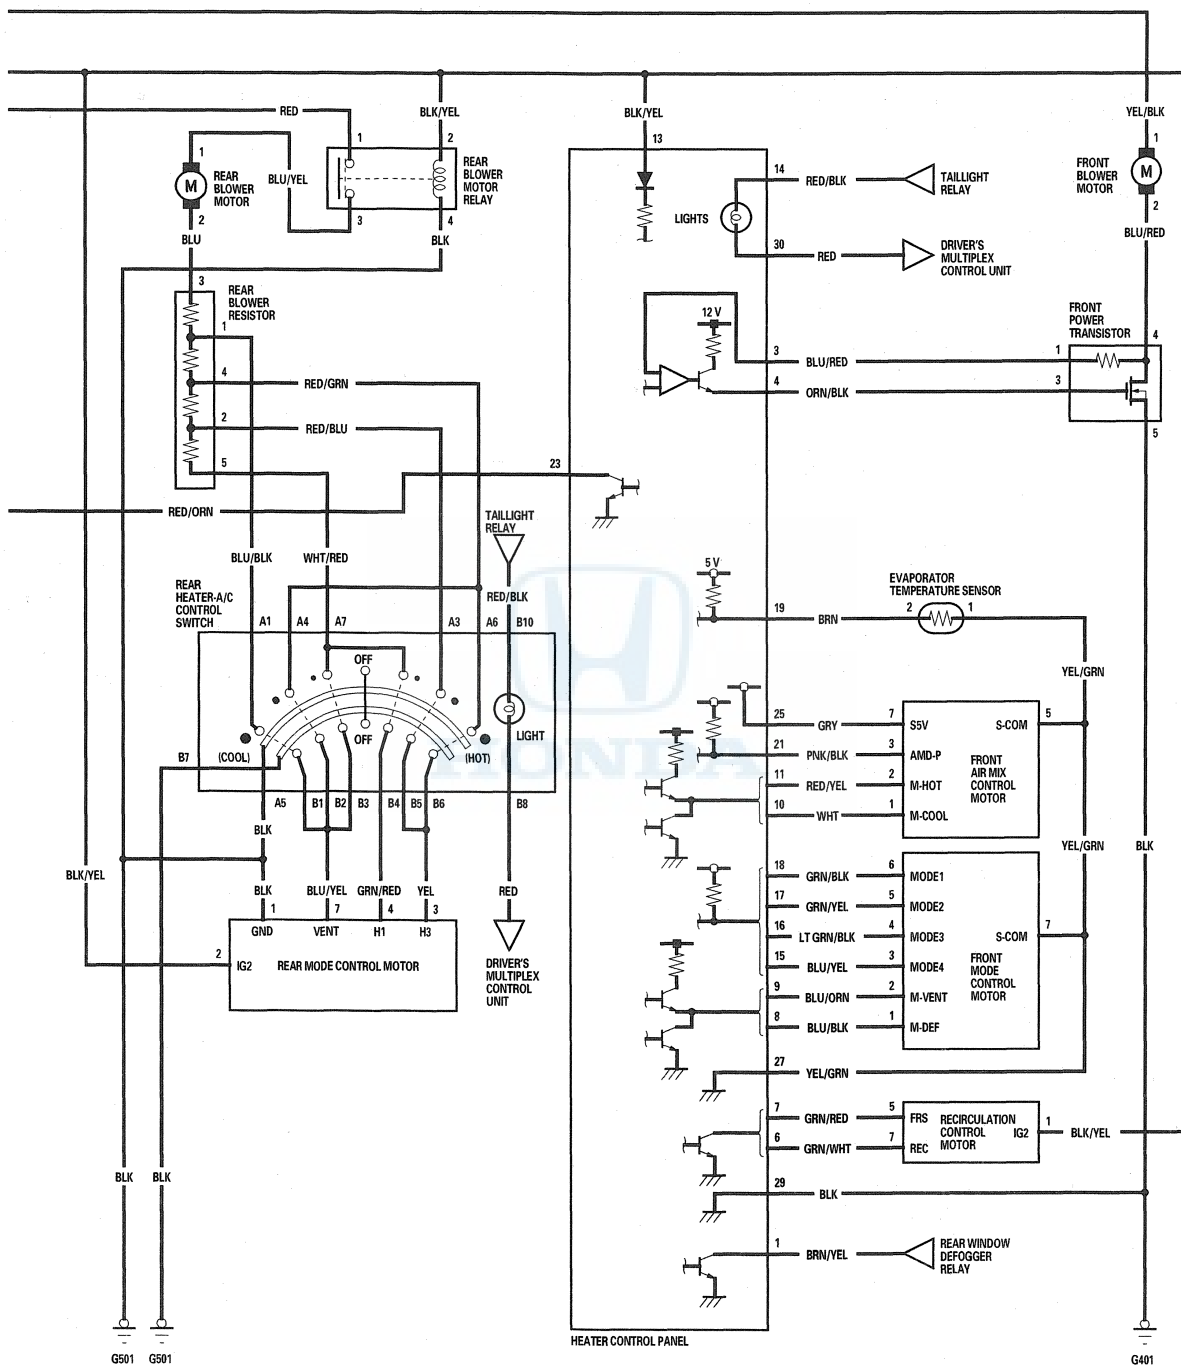 RED
BLK/YEL
BLK/YEL
YEL/BLK
1
2
13
1
1
REAR
BLOWER
MOTOR
M
BLU/YEL
REAR
BLOWER
MOTOR
RELAY
FRONT
BLOWER
MOTOR
M
2
3
4
2
BLU
BLK
BLU/RED
14
RED/BLK
TAILLIGHT
RELAY
LIGHTS
30
RED
DRIVER'S
MULTIPLEX
CONTROL UNIT
3
REAR
BLOWER
RESISTOR
1
4
RED/GRN
2
RED/BLU
5
12 V
3
BLU/RED
4
ORN/BLK
FRONT
POWER
TRANSISTOR
4
1
3
5
23
RED/ORN
TAILLIGHT
RELAY
BLU/BLK
WHT/RED
RED/BLK
REAR
HEATER-A/C
CONTROL
SWITCH
A1
A4
A7
A3
A6
B10
OFF
OFF
LIGHT
B7
(COOL)
(HOT)
HONDA
A5
B1
B2
B3
B4
B5
B6
B8
BLK
BLK/YEL
BLK
BLU/YEL
GRN/RED
YEL
RED
1
7
4
3
GND
VENT
H1
H3
2
IG2
REAR MODE CONTROL MOTOR
DRIVER'S
MULTIPLEX
CONTROL
UNIT
5 V
19
BRN
EVAPORATOR
TEMPERATURE SENSOR
2
1
YEL/GRN
25
GRY
7
S5V
S-COM
5
21
PNK/BLK
3
AMD-P
FRONT
AIR MIX
CONTROL
MOTOR
11
RED/YEL
2
M-HOT
10
WHT
1
M-COOL
YEL/GRN
BLK
18
GRN/BLK
6
MODE1
17
GRN/YEL
5
MODE2
16
LT GRN/BLK
4
MODE3
S-COM
7
15
BLU/YEL
3
MODE4
FRONT
MODE
CONTROL
MOTOR
9
BLU/ORN
2
M-VENT
8
BLU/BLK
1
M-DEF
27
YEL/GRN
7
GRN/RED
5
FRS
RECIRCULATION
CONTROL
MOTOR
IG2
1
BLK/YEL
6
GRN/WHT
7
REC
29
BLK
1
BRN/YEL
REAR WINDOW
DEFOGGER
RELAY
BLK
BLK
HEATER CONTROL PANEL
G501
G501
G401